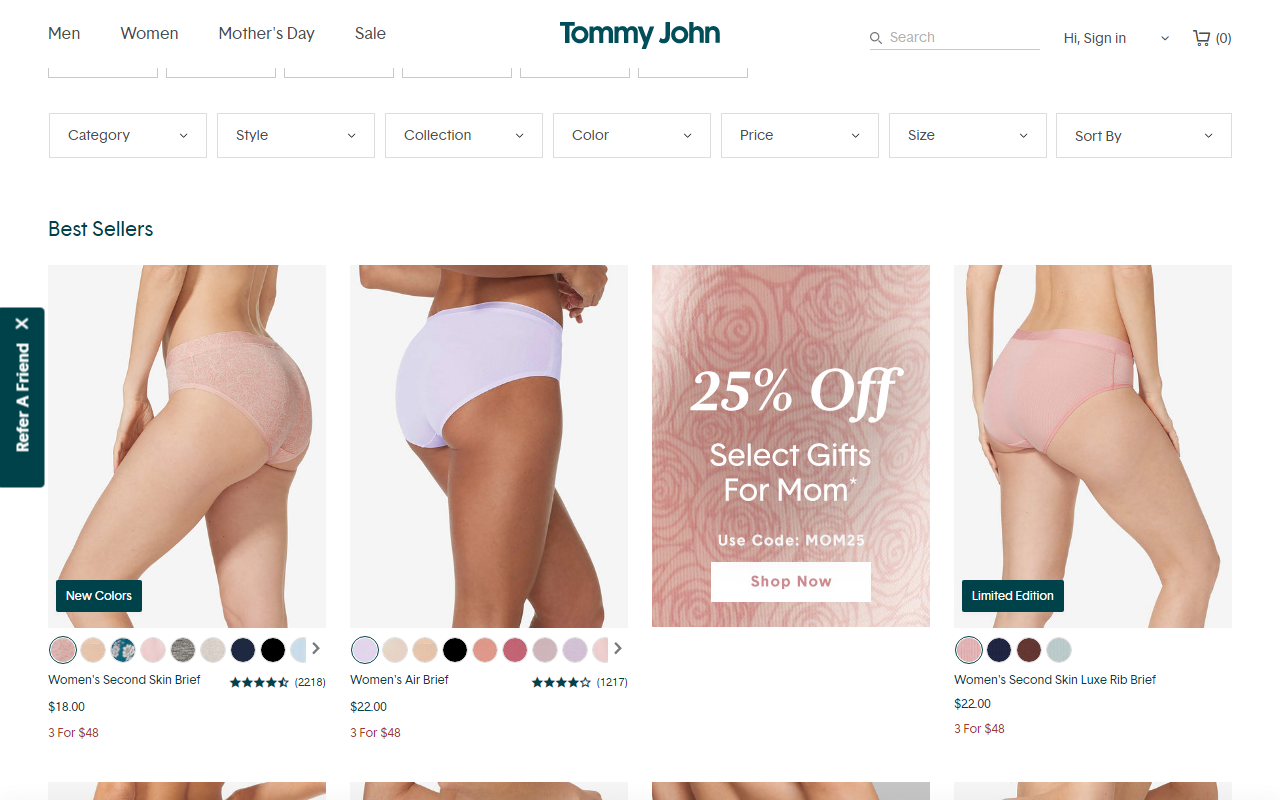 Men
Women
Mother's Day
Sale
Tommy John
Search
Hi, Sign in
(0)
Category
Style
Collection
Color
Price
Size
Sort By
Best Sellers
Refer A Friend
X
25% Off
Select Gifts
For Mom*
Use Code: MOM25
Shop Now
New Colors
Limited Edition
Women's Second Skin Brief
(2218)
$18.00
3 For $48
Women's Air Brief
(1217)
$22.00
3 For $48
Women's Second Skin Luxe Rib Brief
$22.00
3 For $48